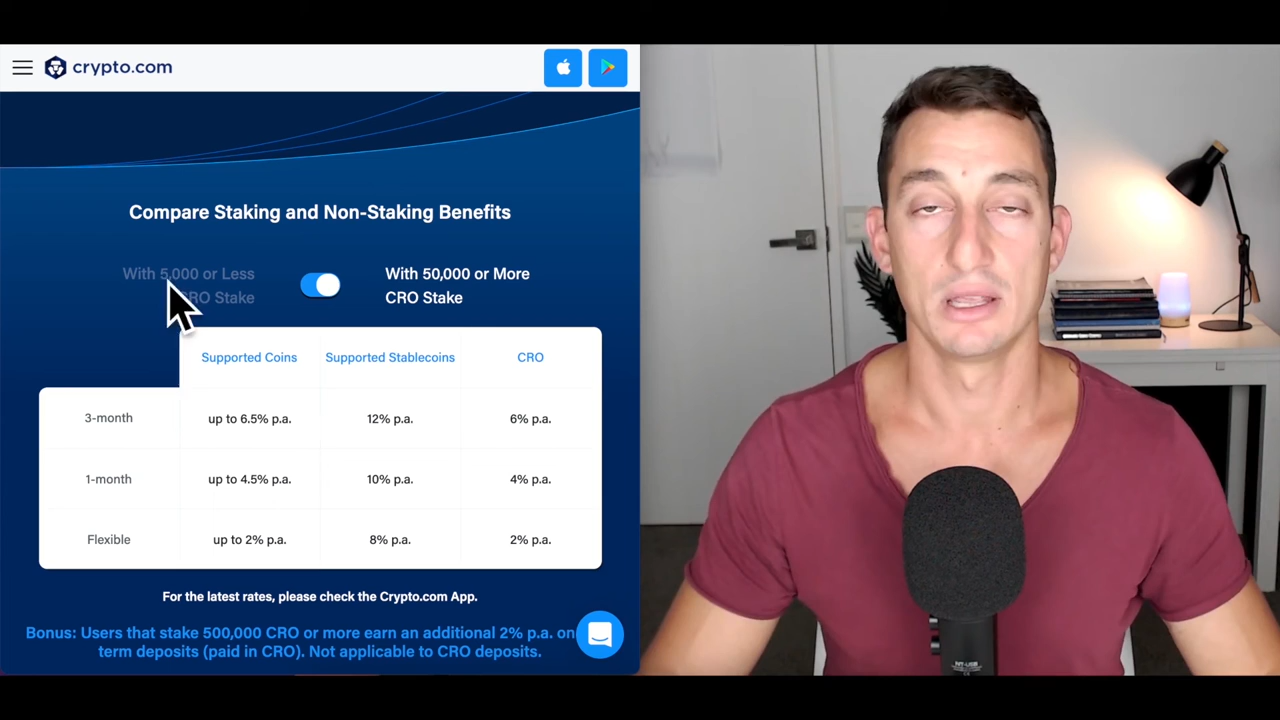 crypto.com
Compare Staking and Non-Staking Benefits
With 5,000 or Less
CRO Stake
With 50,000 or More
CRO Stake
Supported Coins Supported Stablecoins CRO
3-month up to 6.5% p.a. 12% p.a. 6% p.a.
1-month up to 4.5% p.a. 10% p.a. 4% p.a.
Flexible up to 2% p.a. 8% p.a. 2% p.a.
For the latest rates, please check the Crypto.com App.
Bonus: Users that stake 500,000 CRO or more earn an additional 2% p.a. on
term deposits (paid in CRO). Not applicable to CRO deposits.
NT-USB